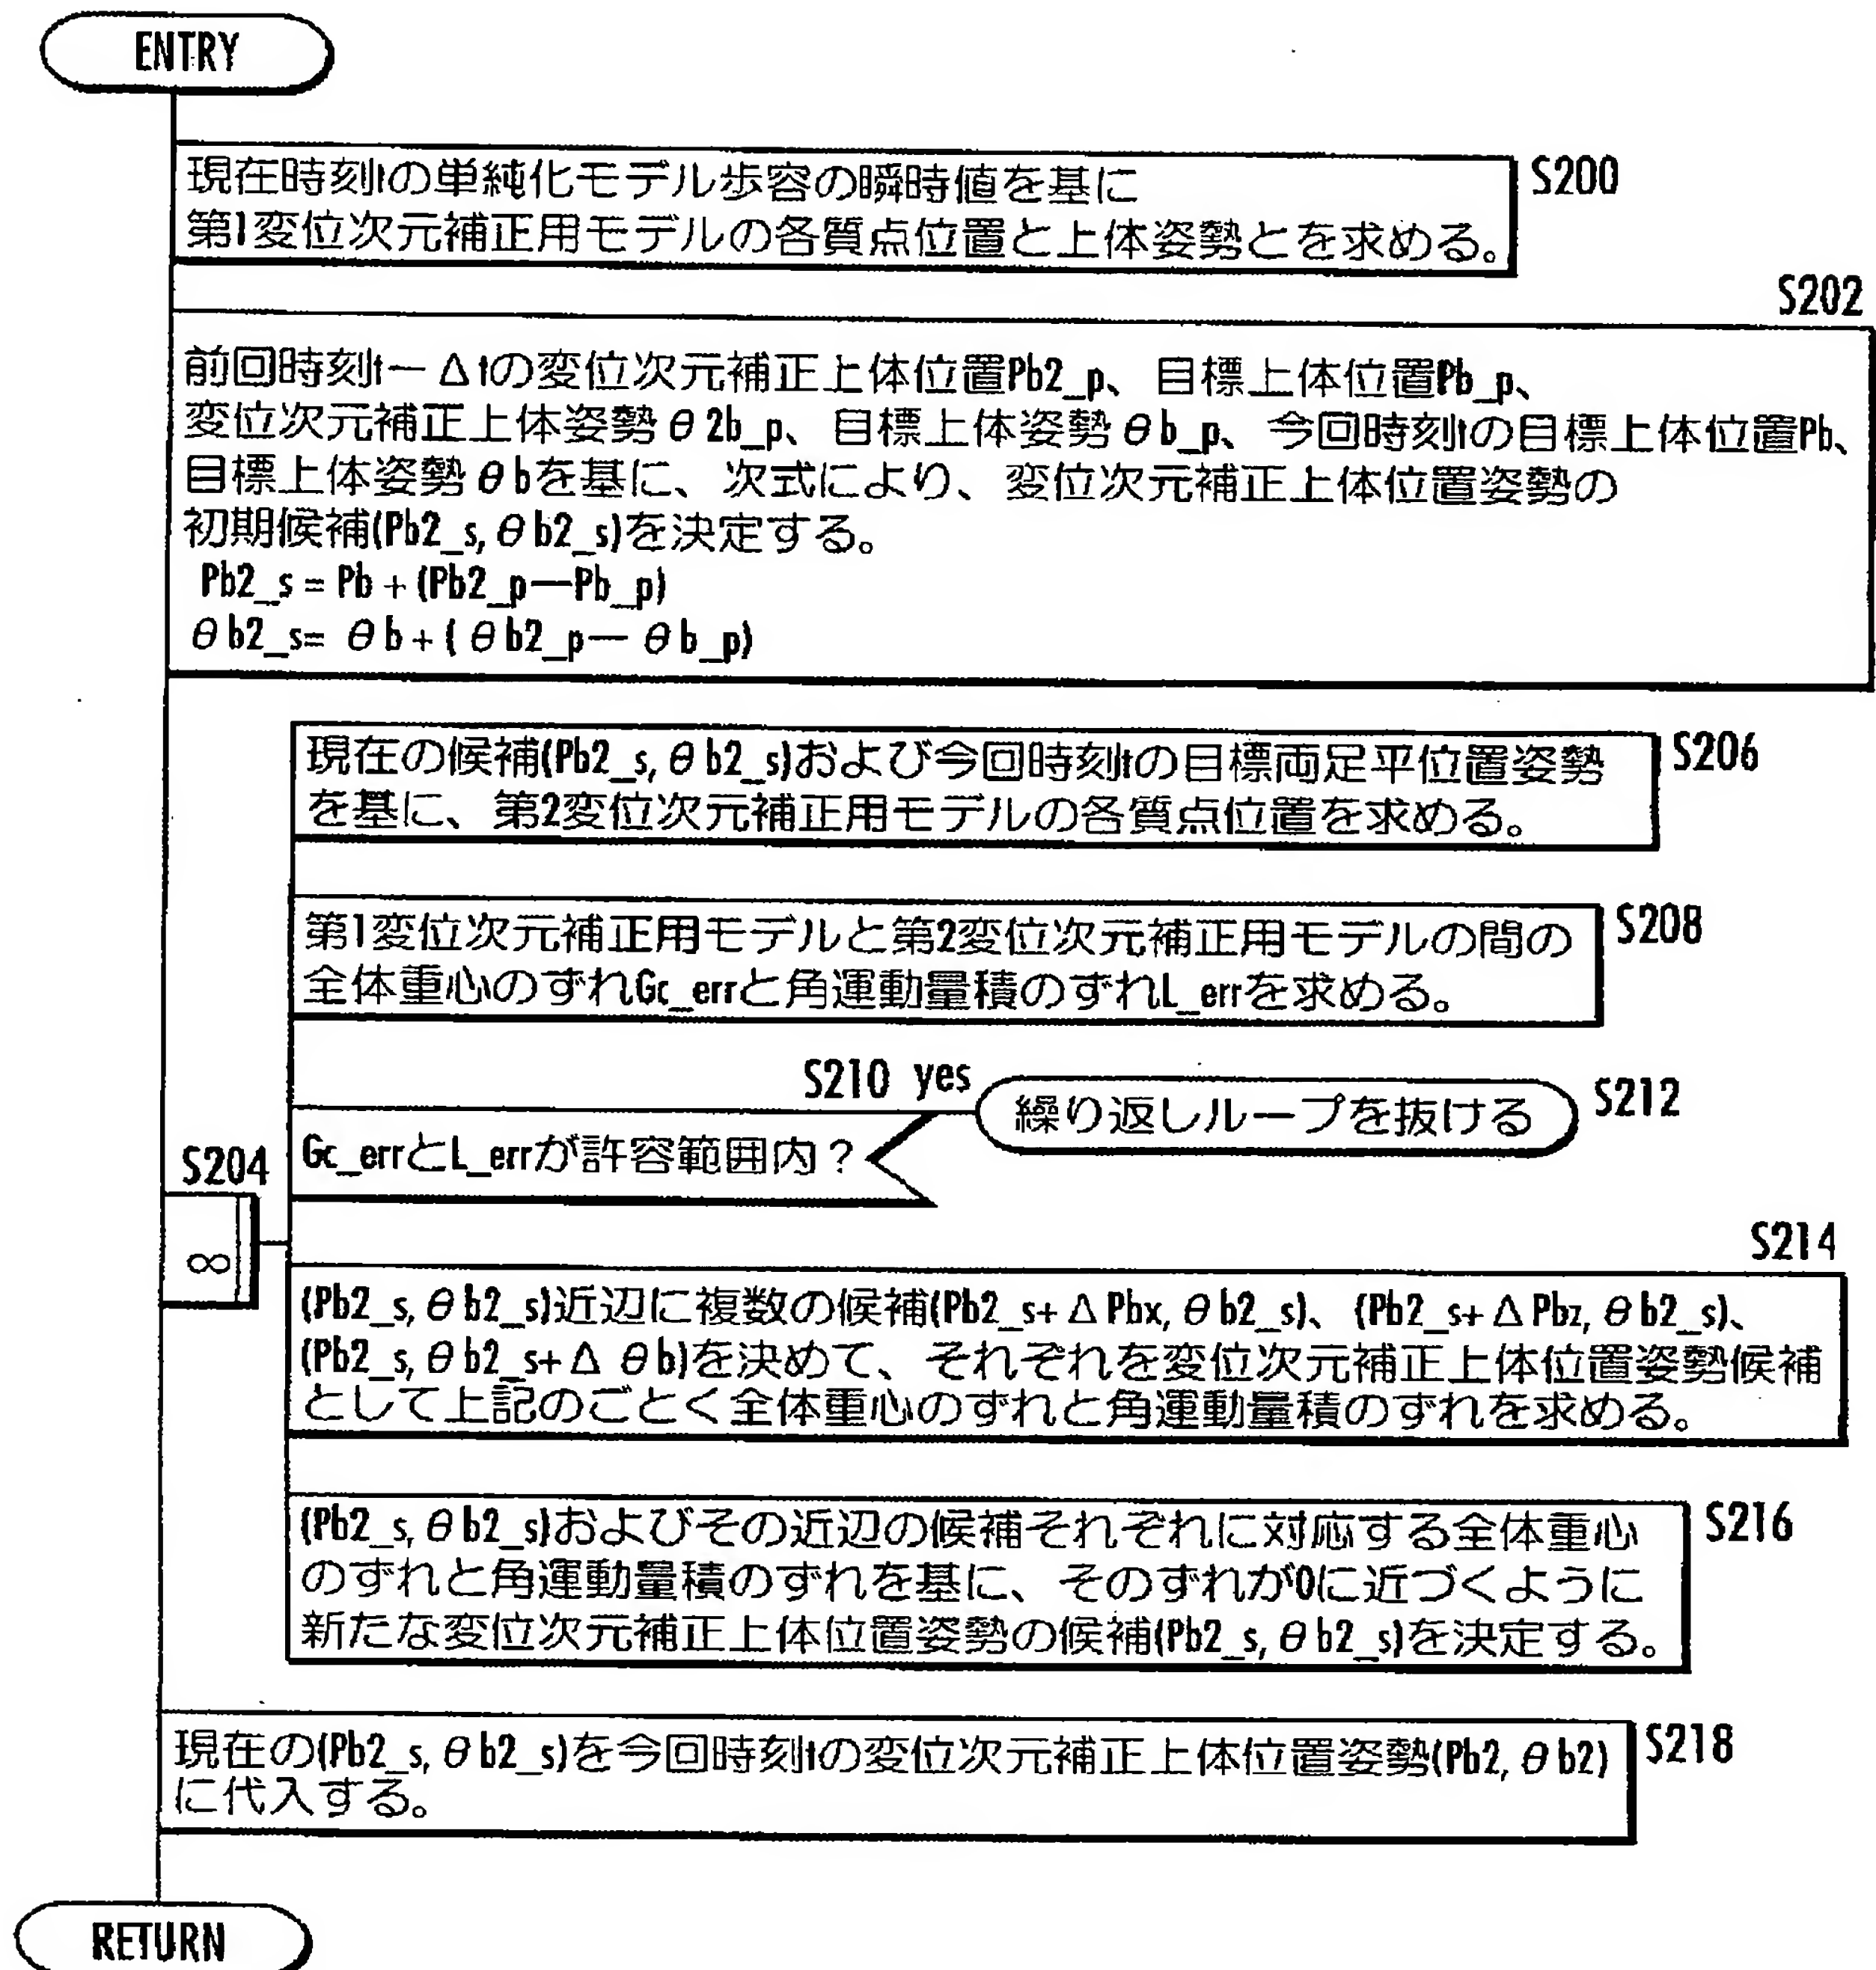 ENTRY
現在時刻tの単純化モデル歩容の瞬時値を基に
第1変位次元補正用モデルの各質点位置と上体姿勢とを求める。
S200
S202
前回時刻t－Δtの変位次元補正上体位置Pb2_p、目標上体位置Pb_p、
変位次元補正上体姿勢θ2b_p、目標上体姿勢θb_p、今回時刻tの目標上体位置Pb、
目標上体姿勢θbを基に、次式により、変位次元補正上体位置姿勢の
初期候補(Pb2_s,θb2_s)を決定する。
Pb2_s = Pb + (Pb2_p－Pb_p)
θb2_s= θb + ( θb2_p－ θb_p)
現在の候補(Pb2_s,θb2_s)および今回時刻tの目標両足平位置姿勢
を基に、第2変位次元補正用モデルの各質点位置を求める。
S206
第1変位次元補正用モデルと第2変位次元補正用モデルの間の
全体重心のずれGc_errと角運動量積のずれL_errを求める。
S208
S210 yes
繰り返しループを抜ける
S212
Gc_errとL_errが許容範囲内？
S204
∞
S214
(Pb2_s,θb2_s)近辺に複数の候補(Pb2_s+ΔPbx,θb2_s)、(Pb2_s+ΔPbz,θb2_s)、
(Pb2_s,θb2_s+Δ θb)を決めて、それぞれを変位次元補正上体位置姿勢候補
として上記のごとく全体重心のずれと角運動量積のずれを求める。
(Pb2_s,θb2_s)およびその近辺の候補それぞれに対応する全体重心
のずれと角運動量積のずれを基に、そのずれが0に近づくように
新たな変位次元補正上体位置姿勢の候補(Pb2_s,θb2_s)を決定する。
S216
現在の(Pb2_s,θb2_s)を今回時刻tの変位次元補正上体位置姿勢(Pb2,θb2)
に代入する。
S218
RETURN